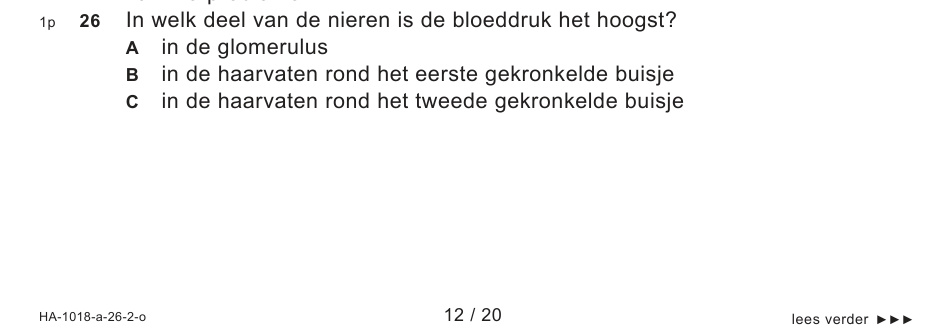 1p 26 In welk deel van de nieren is de bloeddruk het hoogst?
A in de glomerulus
B in de haarvaten rond het eerste gekronkelde buisje
C in de haarvaten rond het tweede gekronkelde buisje
HA-1018-a-26-2-o 12 / 20 lees verder ►►►